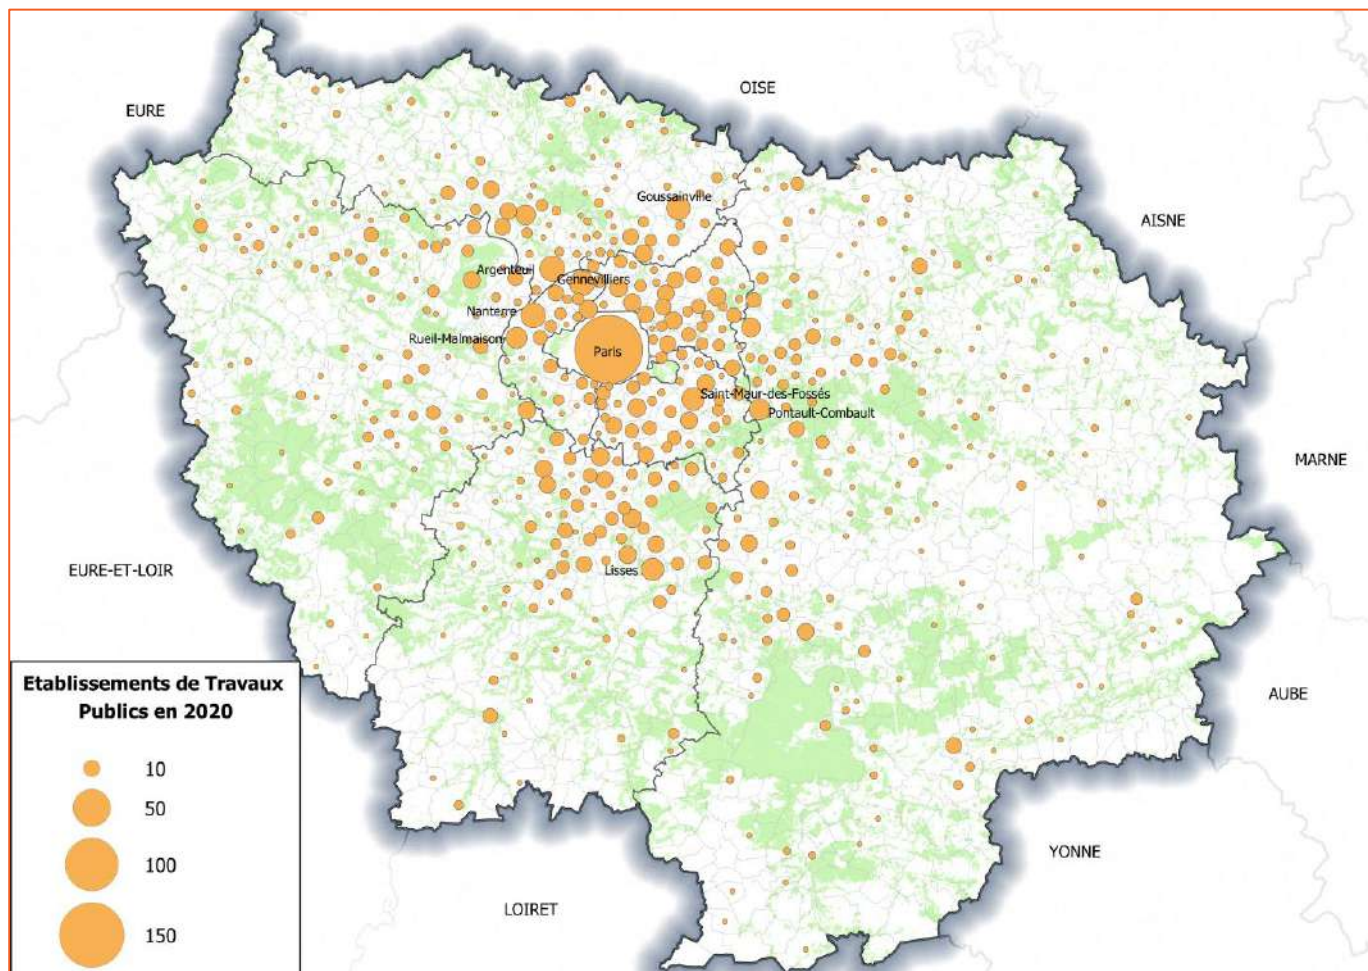 OISE
EURE
AISNE
Goussainville
Argenteuil
Gennevilliers
Nanterre
Rueil-Malmaison
Paris
Saint-Maur-des-Fossés
Pontault-Combault
MARNE
EURE-ET-LOIR
Lisses
AUBE
YONNE
LOIRET
Etablissements de Travaux
Publics en 2020
10
50
100
150